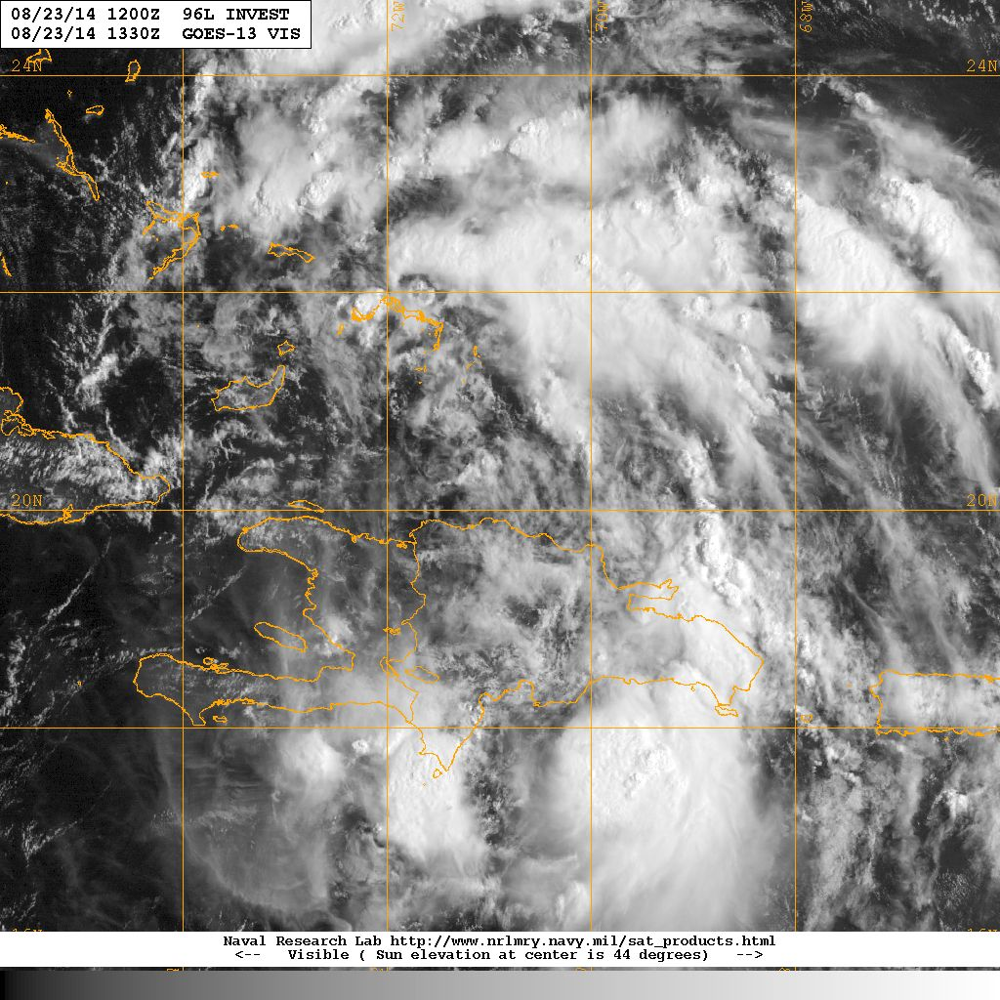 08/23/14 1200Z 96L INVEST
08/23/14 1330Z GOES-13 VIS
72W
70W
68W
24N
24N
20N
20N
Naval Research Lab http://www.nrlmry.navy.mil/sat_products.html
<-- Visible ( Sun elevation at center is 44 degrees) -->